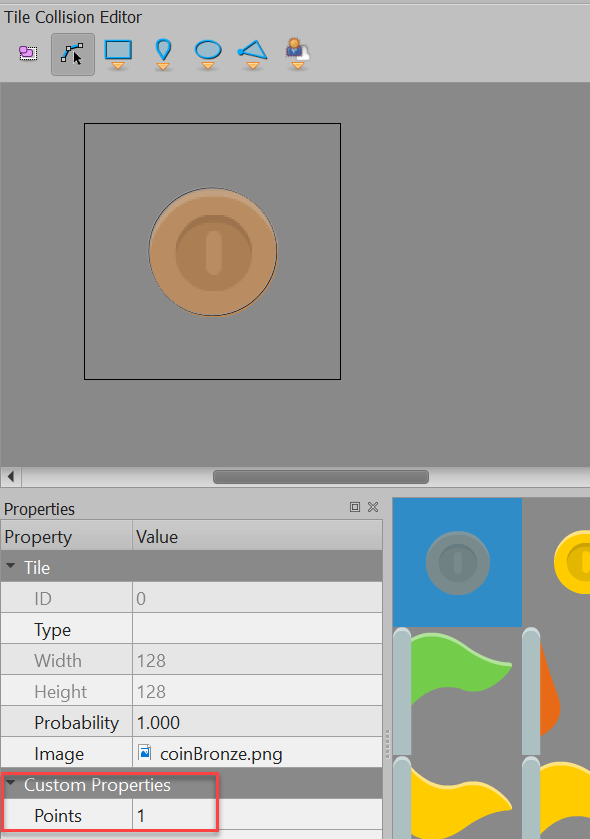 Tile Collision Editor
Properties
Property Value
Tile
ID 0
Type
Width 128
Height 128
Probability 1.000
Image coinBronze.png
Custom Properties
Points 1